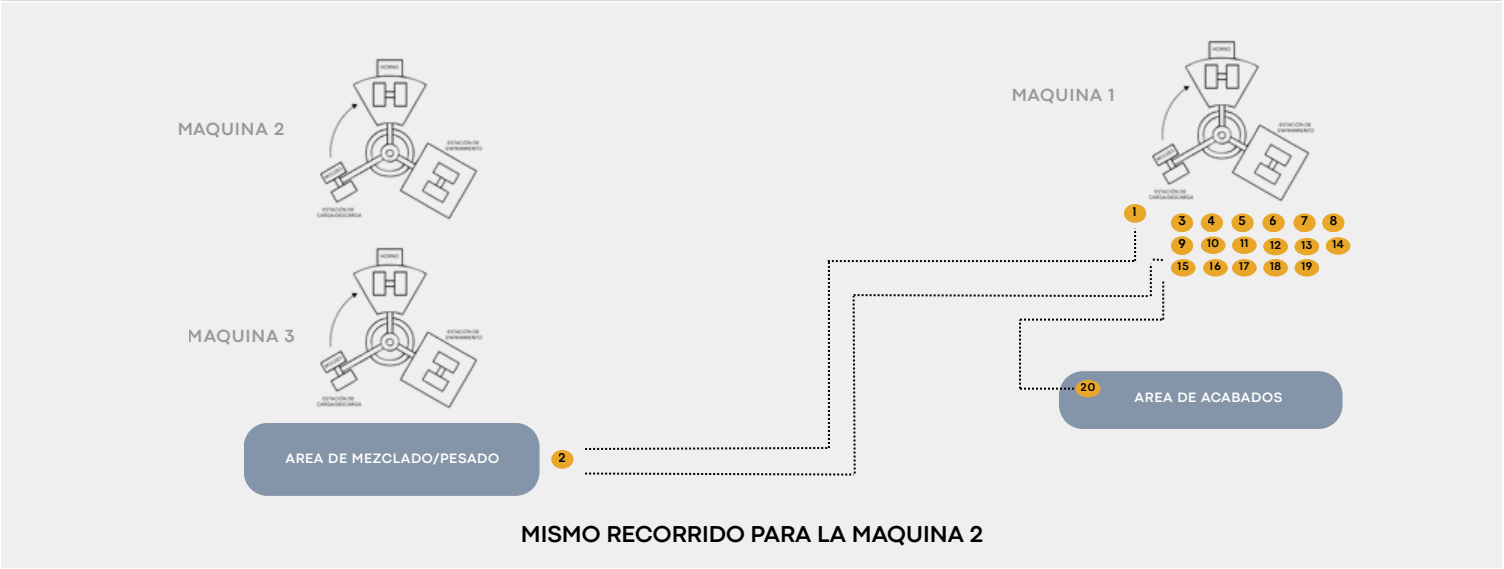 HORNO
MAQUINA 2
ESTACIÓN DE
ENFRIAMIENTO
MOLDES
ESTACIÓN DE
CARGA/DESCARGA
HORNO
MAQUINA 1
ESTACIÓN DE
ENFRIAMIENTO
MOLDES
ESTACIÓN DE
CARGA/DESCARGA
1
3 4 5 6 7 8
9 10 11 12 13 14
15 16 17 18 19
HORNO
MAQUINA 3
ESTACIÓN DE
ENFRIAMIENTO
MOLDES
ESTACIÓN DE
CARGA/DESCARGA
20
AREA DE ACABADOS
AREA DE MEZCLADO/PESADO
2
MISMO RECORRIDO PARA LA MAQUINA 2